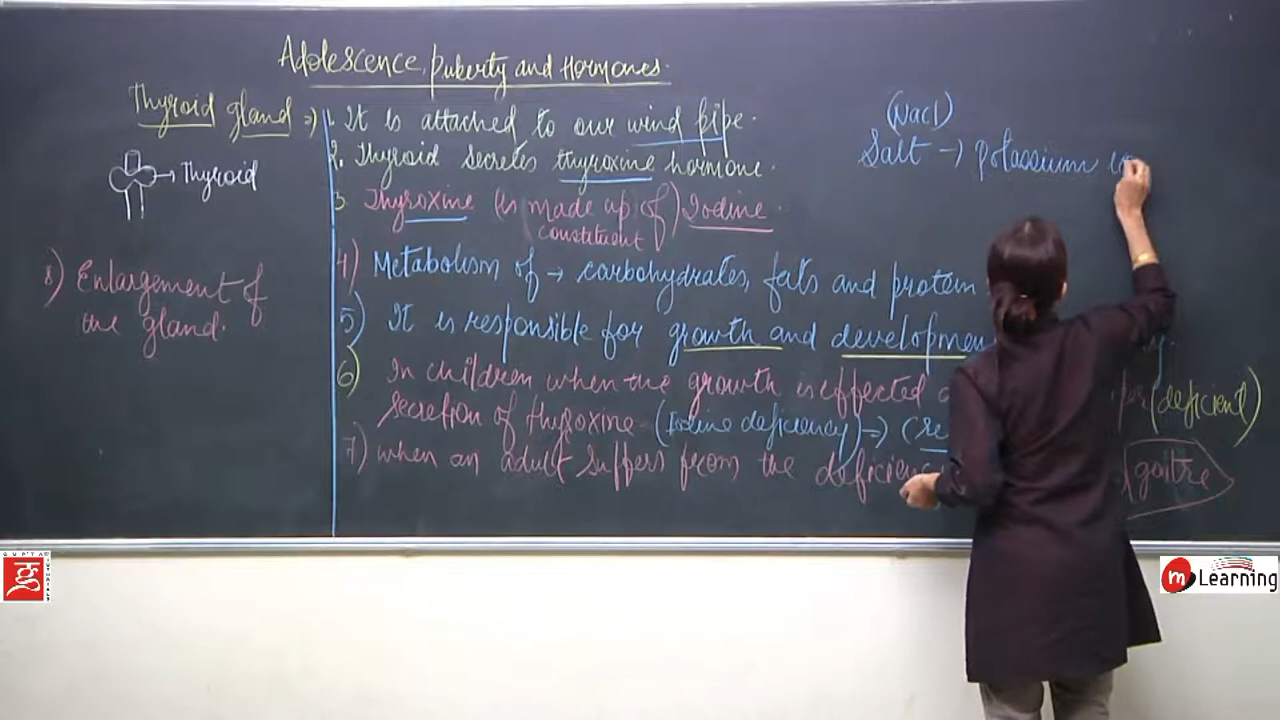 Adolescence, puberty and Hormones.
Thyroid gland ⇒
1. It is attached to our wind pipe.
2. Thyroid secretes thyroxine hormone.
→ Thyroid
3. Thyroxine (is made up of) Iodine.
constituent
4) Metabolism of → carbohydrates, fats and protein
5) It is responsible for growth and development
6) In children when the growth is effected
(deficient)
secretion of thyroxine - (Iodine deficiency) ⇒ (
7) when an adult suffers from the
goitre
8) Enlargement of
the gland.
(Nacl)
Salt → potassium
GUPTA
m Learning